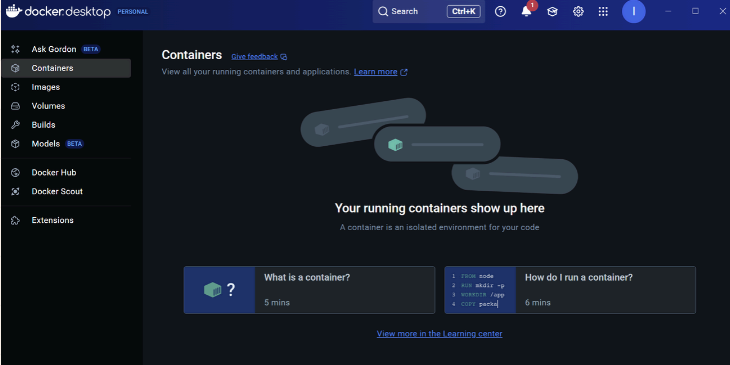 docker.desktop PERSONAL
Search Ctrl+K
1
I
Ask Gordon BETA
Containers
Images
Volumes
Builds
Models BETA
Docker Hub
Docker Scout
Extensions
Containers Give feedback
View all your running containers and applications. Learn more
Your running containers show up here
A container is an isolated environment for your code
?
What is a container?
5 mins
1 FROM node
2 RUN mkdir -p
3 WORKDIR /app
4 COPY packa
How do I run a container?
6 mins
View more in the Learning center